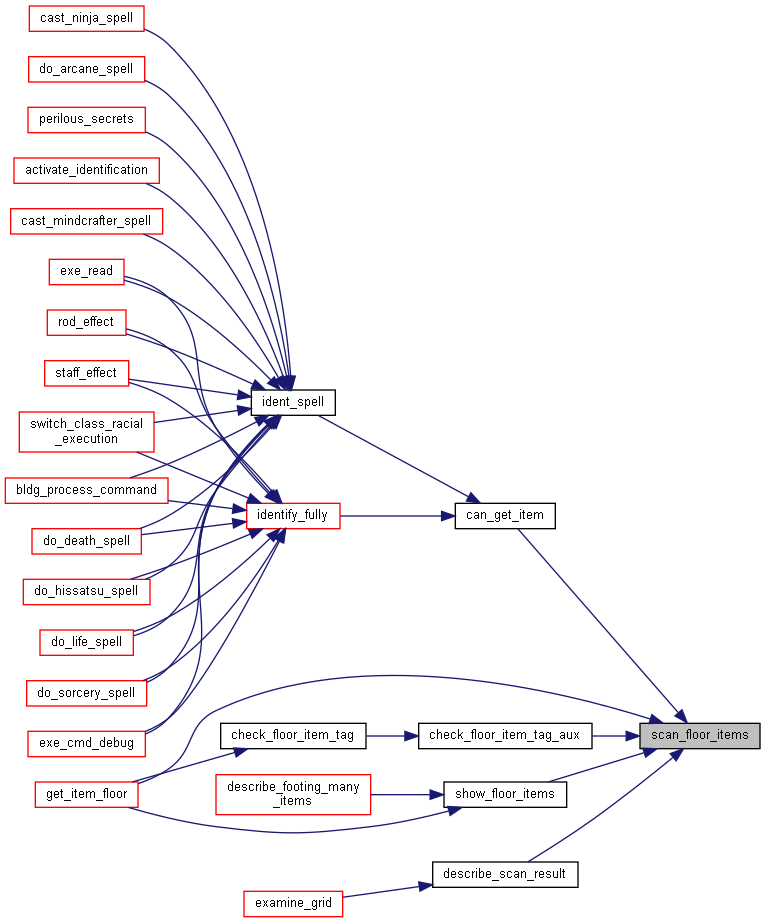 cast_ninja_spell
do_arcane_spell
perilous_secrets
activate_identification
cast_mindcrafter_spell
exe_read
rod_effect
staff_effect
ident_spell
switch_class_racial
_execution
bldg_process_command
identify_fully
can_get_item
do_death_spell
do_hissatsu_spell
do_life_spell
do_sorcery_spell
exe_cmd_debug
check_floor_item_tag
check_floor_item_tag_aux
scan_floor_items
get_item_floor
describe_footing_many
_items
show_floor_items
describe_scan_result
examine_grid